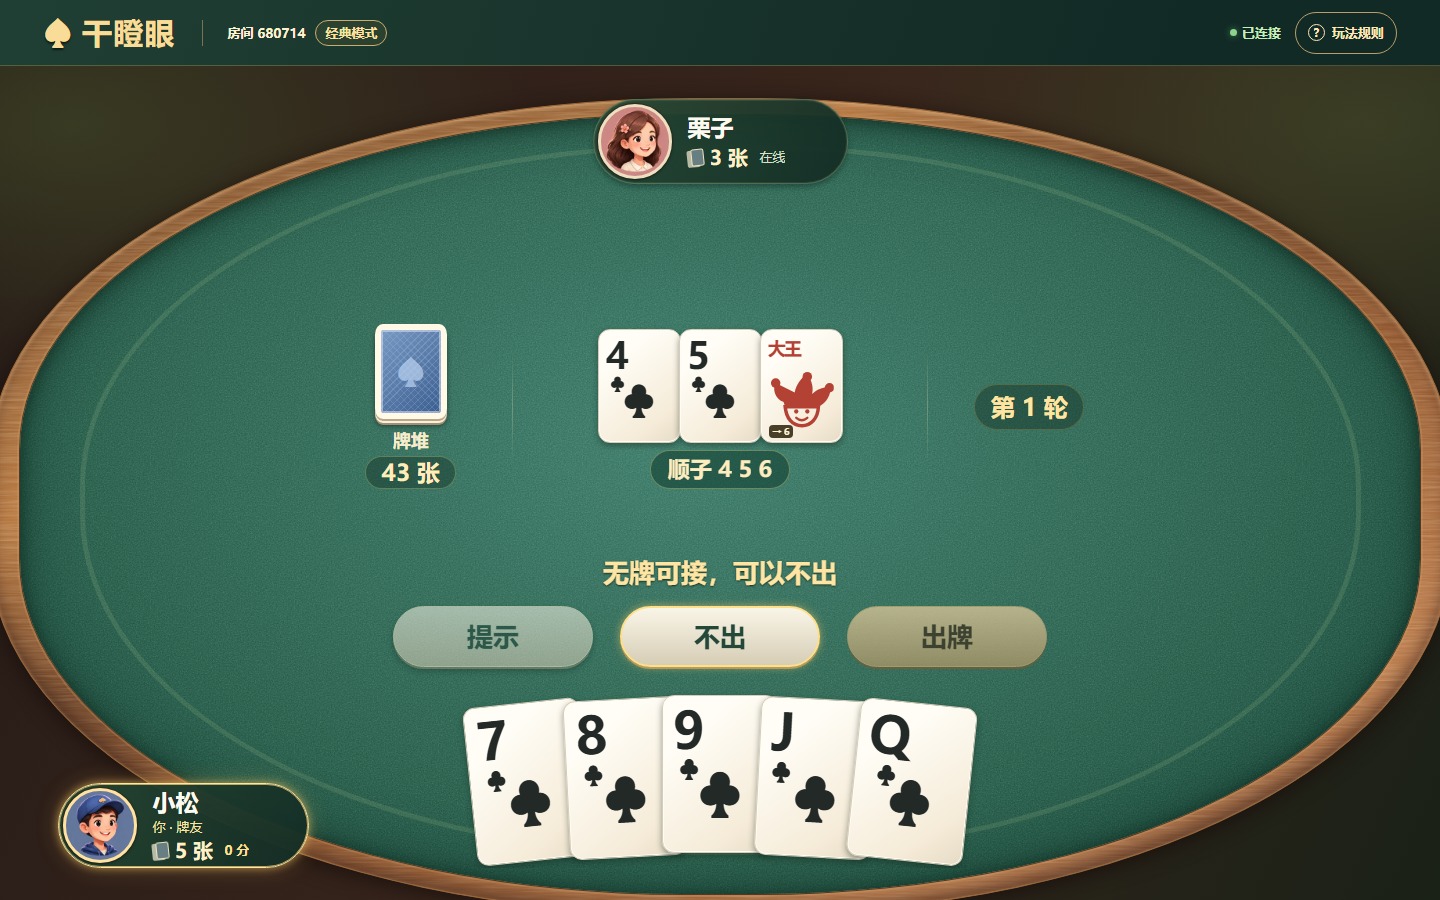 干瞪眼
房间 680714 经典模式
已连接
? 玩法规则
栗子
3 张 在线
4
5
大王
→6
牌堆
43 张
顺子 4 5 6
第 1 轮
无牌可接，可以不出
提示
不出
出牌
7
8
9
J
Q
小松
你 · 牌友
5 张 0 分